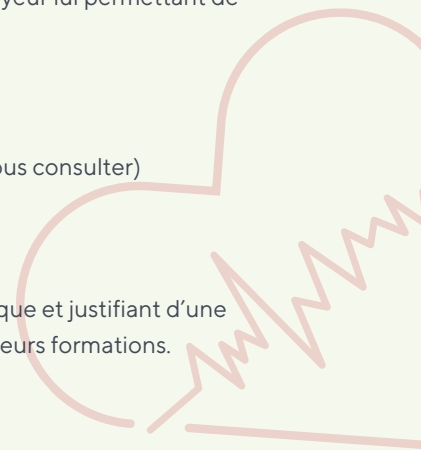 yeur lui permettant de
ous consulter)
que et justifiant d’une
eurs formations.